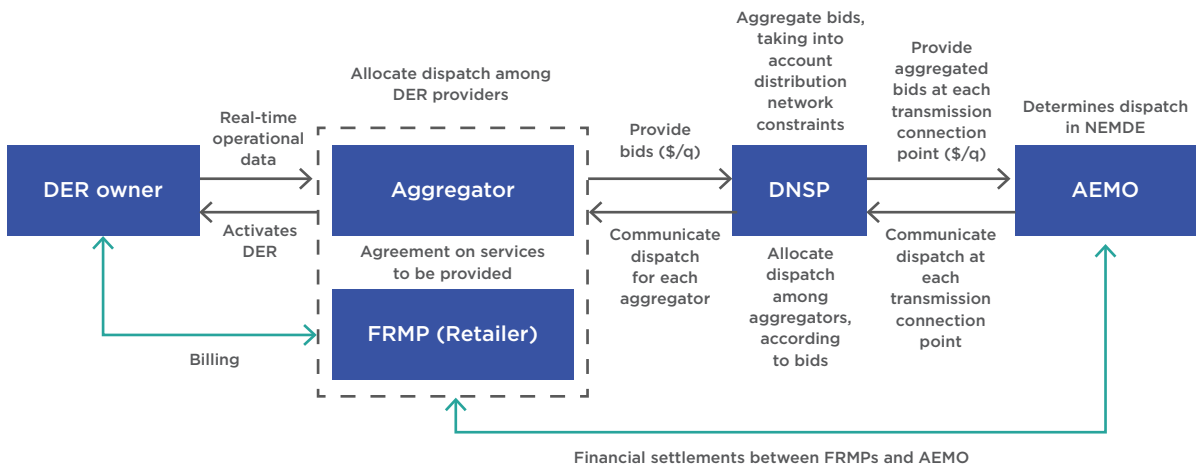 Allocate dispatch among
DER providers
Real-time
operational
data
DER owner
Activates
DER
Billing
Aggregator
Agreement on services
to be provided
FRMP (Retailer)
Provide
bids ($/q)
Communicate
dispatch
for each
aggregator
Aggregate bids,
taking into
account
distribution
network
constraints
DNSP
Allocate
dispatch
among
aggregators,
according
to bids
Provide
aggregated
bids at each
transmission
connection
point ($/q)
Communicate
dispatch at
each
transmission
connection
point
Determines dispatch
in NEMDE
AEMO
Financial settlements between FRMPs and AEMO